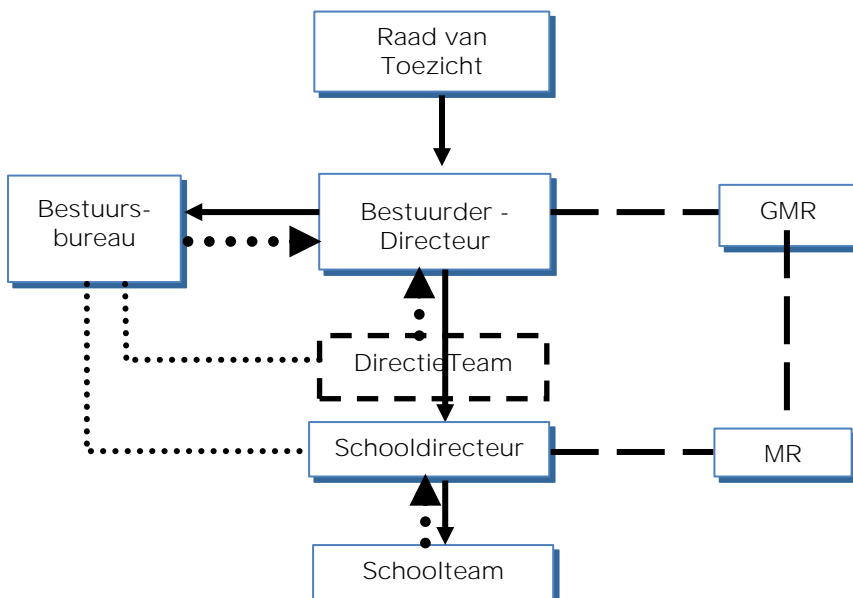 Raad van
Toezicht
Bestuurs-
bureau
Bestuurder -
Directeur
GMR
DirectieTeam
Schooldirecteur
MR
Schoolteam